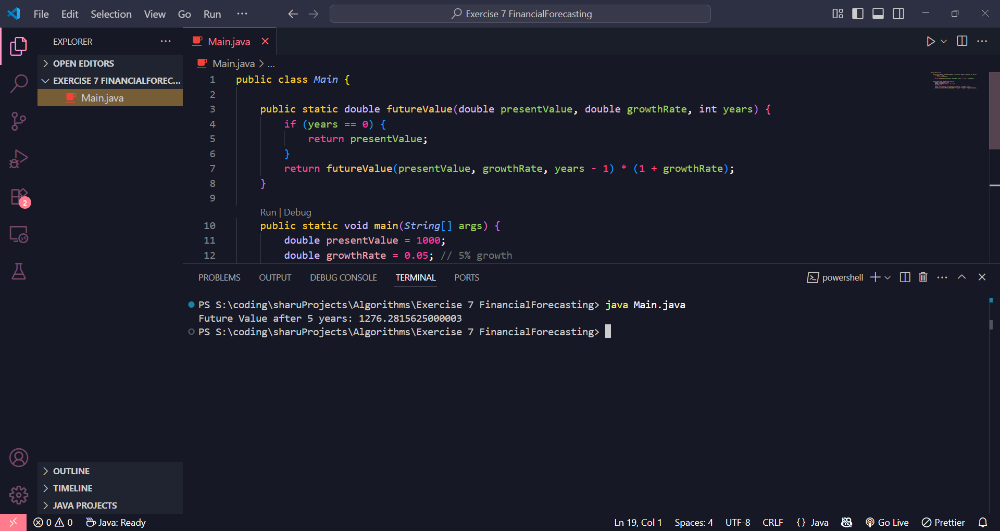 File Edit Selection View Go Run ··· Exercise 7 FinancialForecasting
EXPLORER ···
OPEN EDITORS
EXERCISE 7 FINANCIALFOREC...
Main.java
OUTLINE
TIMELINE
JAVA PROJECTS
2
Main.java
Main.java > ...
1 public class Main {
2
3 public static double futureValue(double presentValue, double growthRate, int years) {
4 if (years == 0) {
5 return presentValue;
6 }
7 return futureValue(presentValue, growthRate, years - 1) * (1 + growthRate);
8 }
9
Run | Debug
10 public static void main(String[] args) {
11 double presentValue = 1000;
12 double growthRate = 0.05; // 5% growth
PROBLEMS OUTPUT DEBUG CONSOLE TERMINAL PORTS powershell
PS S:\coding\sharuProjects\Algorithms\Exercise 7 FinancialForecasting> java Main.java
Future Value after 5 years: 1276.2815625000003
PS S:\coding\sharuProjects\Algorithms\Exercise 7 FinancialForecasting>
0 0 Java: Ready Ln 19, Col 1 Spaces: 4 UTF-8 CRLF {} Java Go Live Prettier